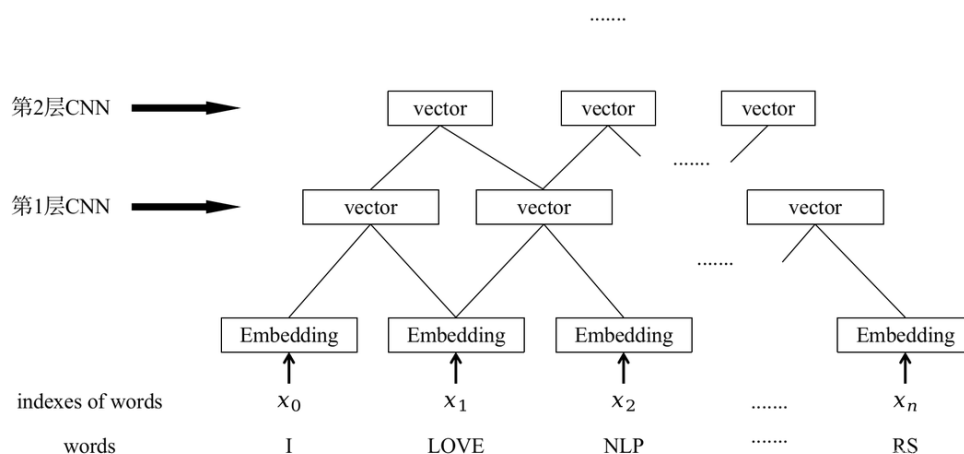 .......
第2层CNN vector vector vector
.......
第1层CNN vector vector vector
.......
Embedding Embedding Embedding Embedding
indexes of words x₀ x₁ x₂ ....... xₙ
words I LOVE NLP ....... RS